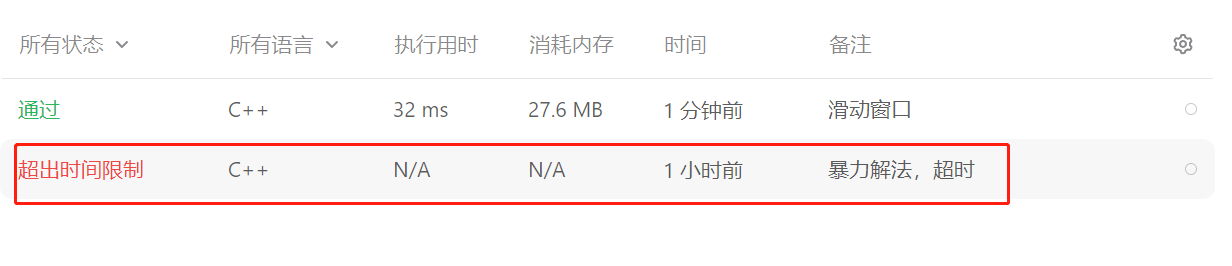 所有状态 所有语言 执行用时 消耗内存 时间 备注
通过 C++ 32 ms 27.6 MB 1 分钟前 滑动窗口
超出时间限制 C++ N/A N/A 1 小时前 暴力解法，超时